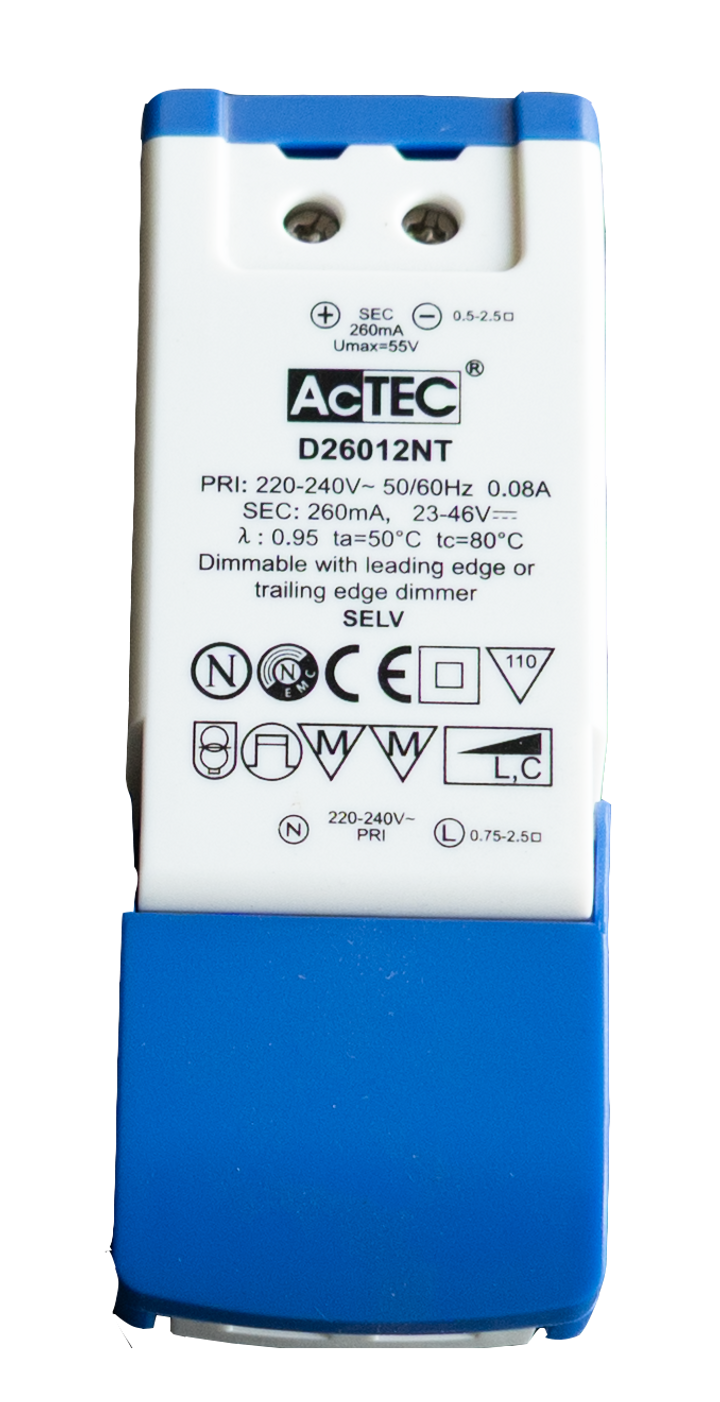 + SEC − 0.5-2.5□
260mA
Umax=55V
AcTEC®
D26012NT
PRI: 220-240V~ 50/60Hz 0.08A
SEC: 260mA, 23-46V⎓
λ : 0.95 ta=50°C tc=80°C
Dimmable with leading edge or
trailing edge dimmer
SELV
N N EMC CE 110
M M L,C
N 220-240V~ L 0.75-2.5□
PRI